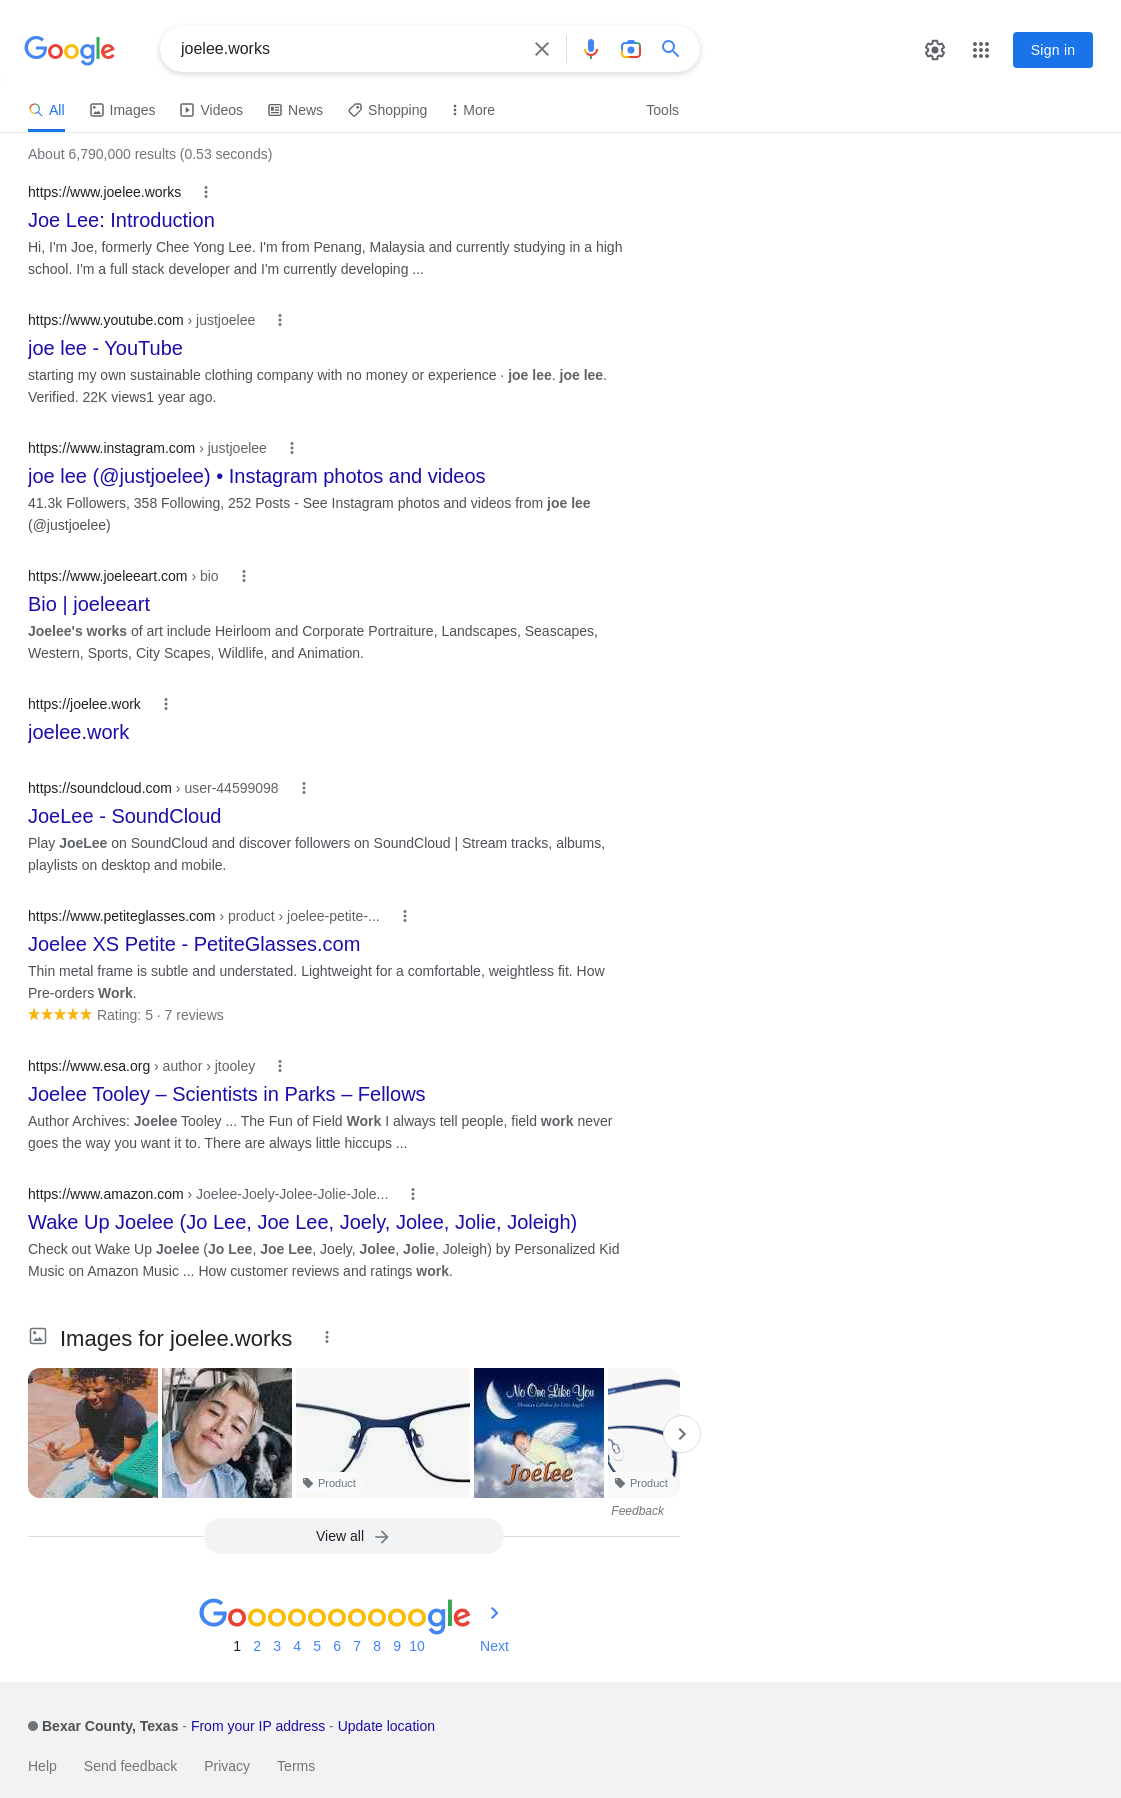 Google
joelee.works
Sign in
All
Images
Videos
News
Shopping
More
Tools
About 6,790,000 results (0.53 seconds)
https://www.joelee.works
Joe Lee: Introduction
Hi, I'm Joe, formerly Chee Yong Lee. I'm from Penang, Malaysia and currently studying in a high
school. I'm a full stack developer and I'm currently developing ...
https://www.youtube.com › justjoelee
joe lee - YouTube
starting my own sustainable clothing company with no money or experience · joe lee. joe lee.
Verified. 22K views1 year ago.
https://www.instagram.com › justjoelee
joe lee (@justjoelee) • Instagram photos and videos
41.3k Followers, 358 Following, 252 Posts - See Instagram photos and videos from joe lee
(@justjoelee)
https://www.joeleeart.com › bio
Bio | joeleeart
Joelee's works of art include Heirloom and Corporate Portraiture, Landscapes, Seascapes,
Western, Sports, City Scapes, Wildlife, and Animation.
https://joelee.work
joelee.work
https://soundcloud.com › user-44599098
JoeLee - SoundCloud
Play JoeLee on SoundCloud and discover followers on SoundCloud | Stream tracks, albums,
playlists on desktop and mobile.
https://www.petiteglasses.com › product › joelee-petite-...
Joelee XS Petite - PetiteGlasses.com
Thin metal frame is subtle and understated. Lightweight for a comfortable, weightless fit. How
Pre-orders Work.
Rating: 5 · 7 reviews
https://www.esa.org › author › jtooley
Joelee Tooley – Scientists in Parks – Fellows
Author Archives: Joelee Tooley ... The Fun of Field Work I always tell people, field work never
goes the way you want it to. There are always little hiccups ...
https://www.amazon.com › Joelee-Joely-Jolee-Jolie-Jole...
Wake Up Joelee (Jo Lee, Joe Lee, Joely, Jolee, Jolie, Joleigh)
Check out Wake Up Joelee (Jo Lee, Joe Lee, Joely, Jolee, Jolie, Joleigh) by Personalized Kid
Music on Amazon Music ... How customer reviews and ratings work.
Images for joelee.works
No One Like You
Joelee
Product
Product
Feedback
View all
Goooooooooogle
1 2 3 4 5 6 7 8 9 10 Next
Bexar County, Texas - From your IP address - Update location
Help Send feedback Privacy Terms